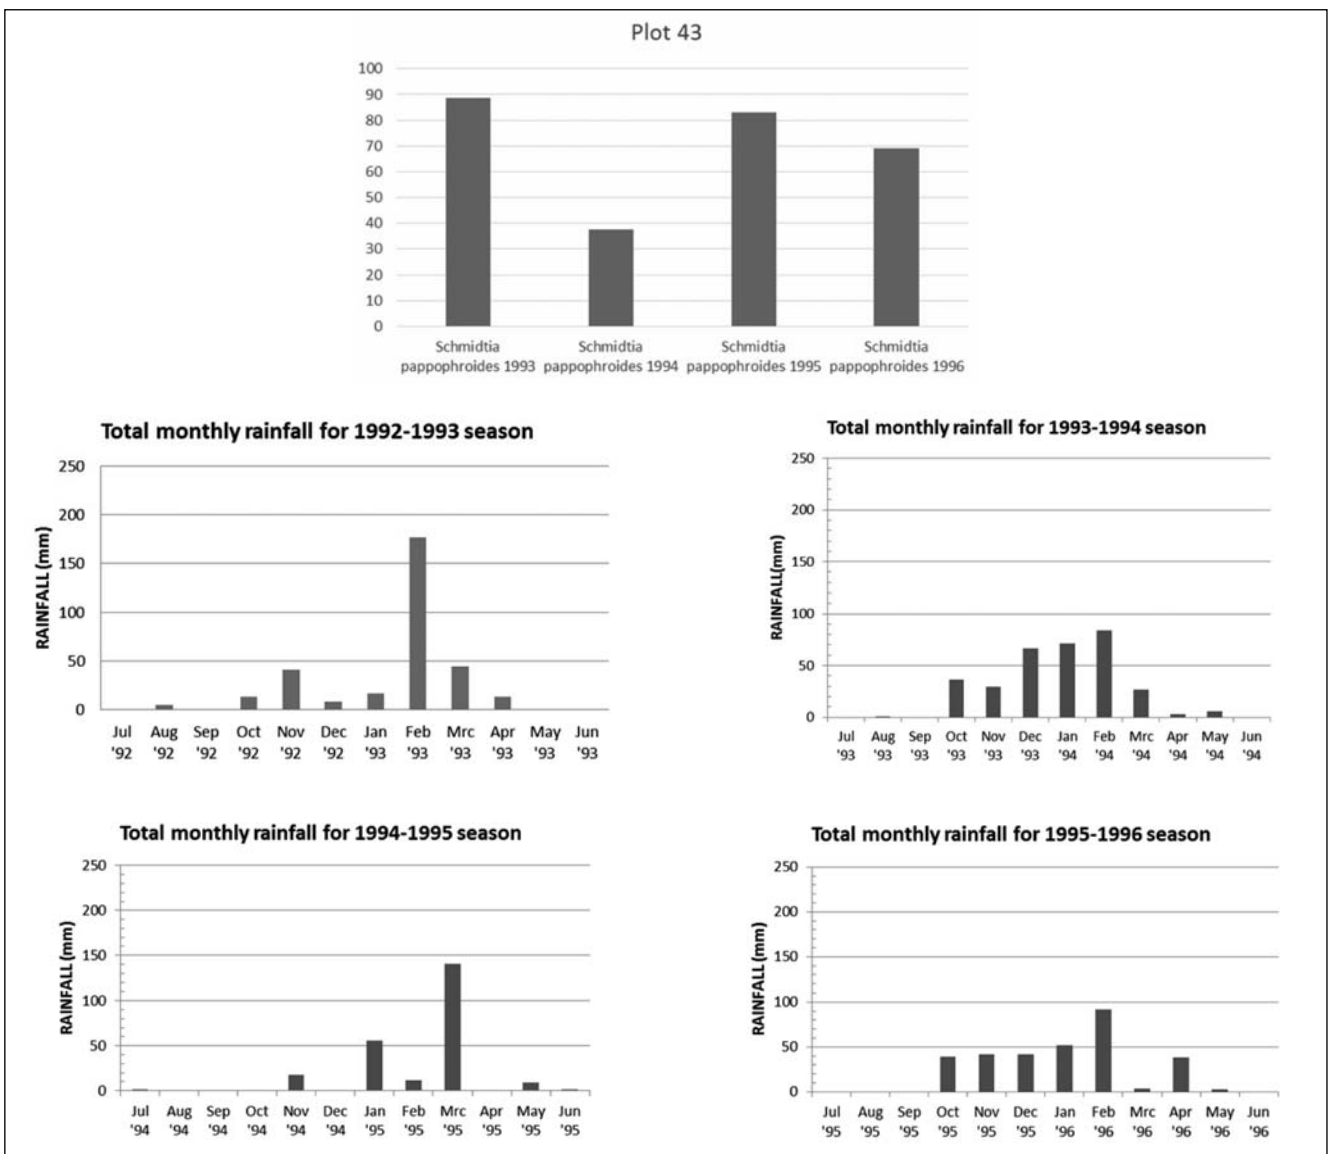 Plot 43
100
90
80
70
60
50
40
30
20
10
0
Schmidtia Schmidtia Schmidtia Schmidtia
pappophroides 1993 pappophroides 1994 pappophroides 1995 pappophroides 1996
Total monthly rainfall for 1992-1993 season
RAINFALL (mm)
250
200
150
100
50
0
Jul Aug Sep Oct Nov Dec Jan Feb Mrc Apr May Jun
'92 '92 '92 '92 '92 '92 '93 '93 '93 '93 '93 '93
Total monthly rainfall for 1993-1994 season
RAINFALL(mm)
250
200
150
100
50
0
Jul Aug Sep Oct Nov Dec Jan Feb Mrc Apr May Jun
'93 '93 '93 '93 '93 '93 '94 '94 '94 '94 '94 '94
Total monthly rainfall for 1994-1995 season
RAINFALL (mm)
250
200
150
100
50
0
Jul Aug Sep Oct Nov Dec Jan Feb Mrc Apr May Jun
'94 '94 '94 '94 '94 '94 '95 '95 '95 '95 '95 '95
Total monthly rainfall for 1995-1996 season
RAINFALL (mm)
250
200
150
100
50
0
Jul Aug Sep Oct Nov Dec Jan Feb Mrc Apr May Jun
'95 '95 '95 '95 '95 '95 '96 '96 '96 '96 '96 '96